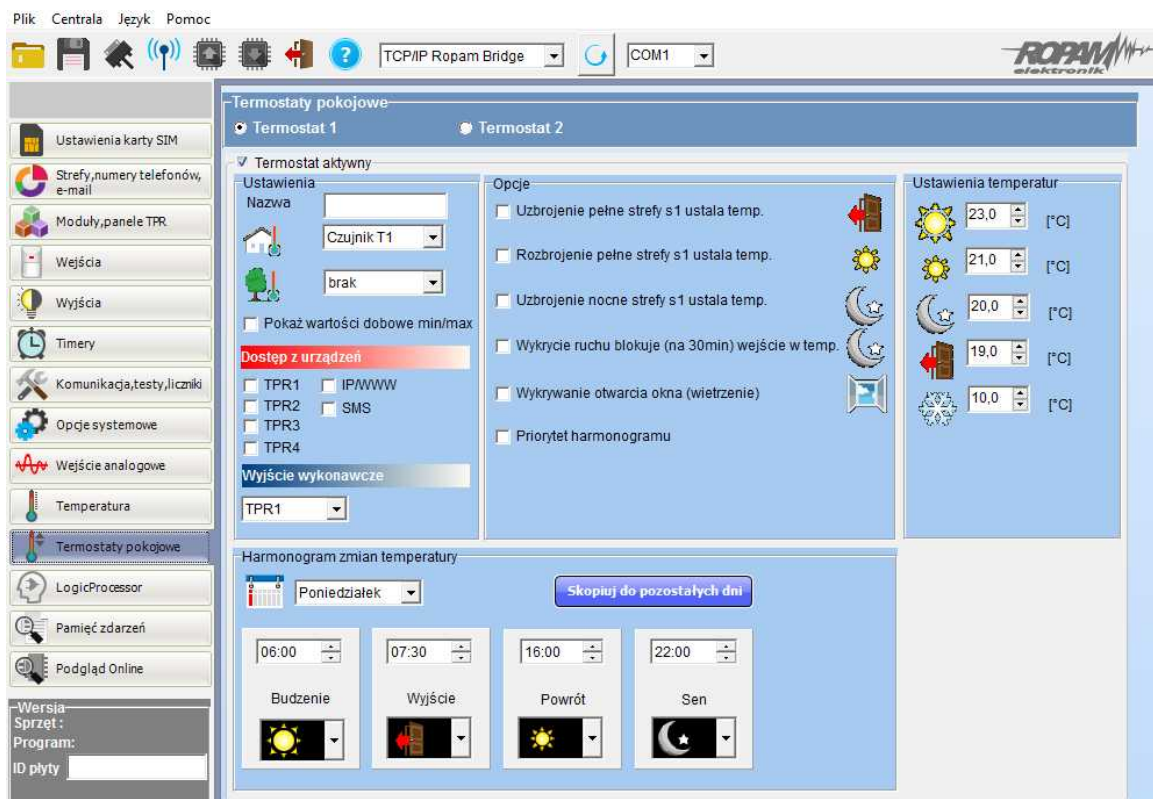 Plik Centrala Język Pomoc
TCP/IP Ropam Bridge
COM1
ROPAM
elektronik
Ustawienia karty SIM
Strefy,numery telefonów,
e-mail
Moduły,panele TPR
Wejścia
Wyjścia
Timery
Komunikacja,testy,liczniki
Opcje systemowe
Wejście analogowe
Temperatura
Termostaty pokojowe
LogicProcessor
Pamięć zdarzeń
Podgląd Online
Wersja
Sprzęt :
Program:
ID płyty
Termostaty pokojowe
Termostat 1 Termostat 2
Termostat aktywny
Ustawienia
Nazwa
Czujnik T1
brak
Pokaż wartości dobowe min/max
Dostęp z urządzeń
TPR1 IP/WWW
TPR2 SMS
TPR3
TPR4
Wyjście wykonawcze
TPR1
Opcje
Uzbrojenie pełne strefy s1 ustala temp.
Rozbrojenie pełne strefy s1 ustala temp.
Uzbrojenie nocne strefy s1 ustala temp.
Wykrycie ruchu blokuje (na 30min) wejście w temp.
Wykrywanie otwarcia okna (wietrzenie)
Priorytet harmonogramu
Ustawienia temperatur
23,0 [°C]
21,0 [°C]
20,0 [°C]
19,0 [°C]
10,0 [°C]
Harmonogram zmian temperatury
Poniedziałek
Skopiuj do pozostałych dni
06:00 07:30 16:00 22:00
Budzenie Wyjście Powrót Sen